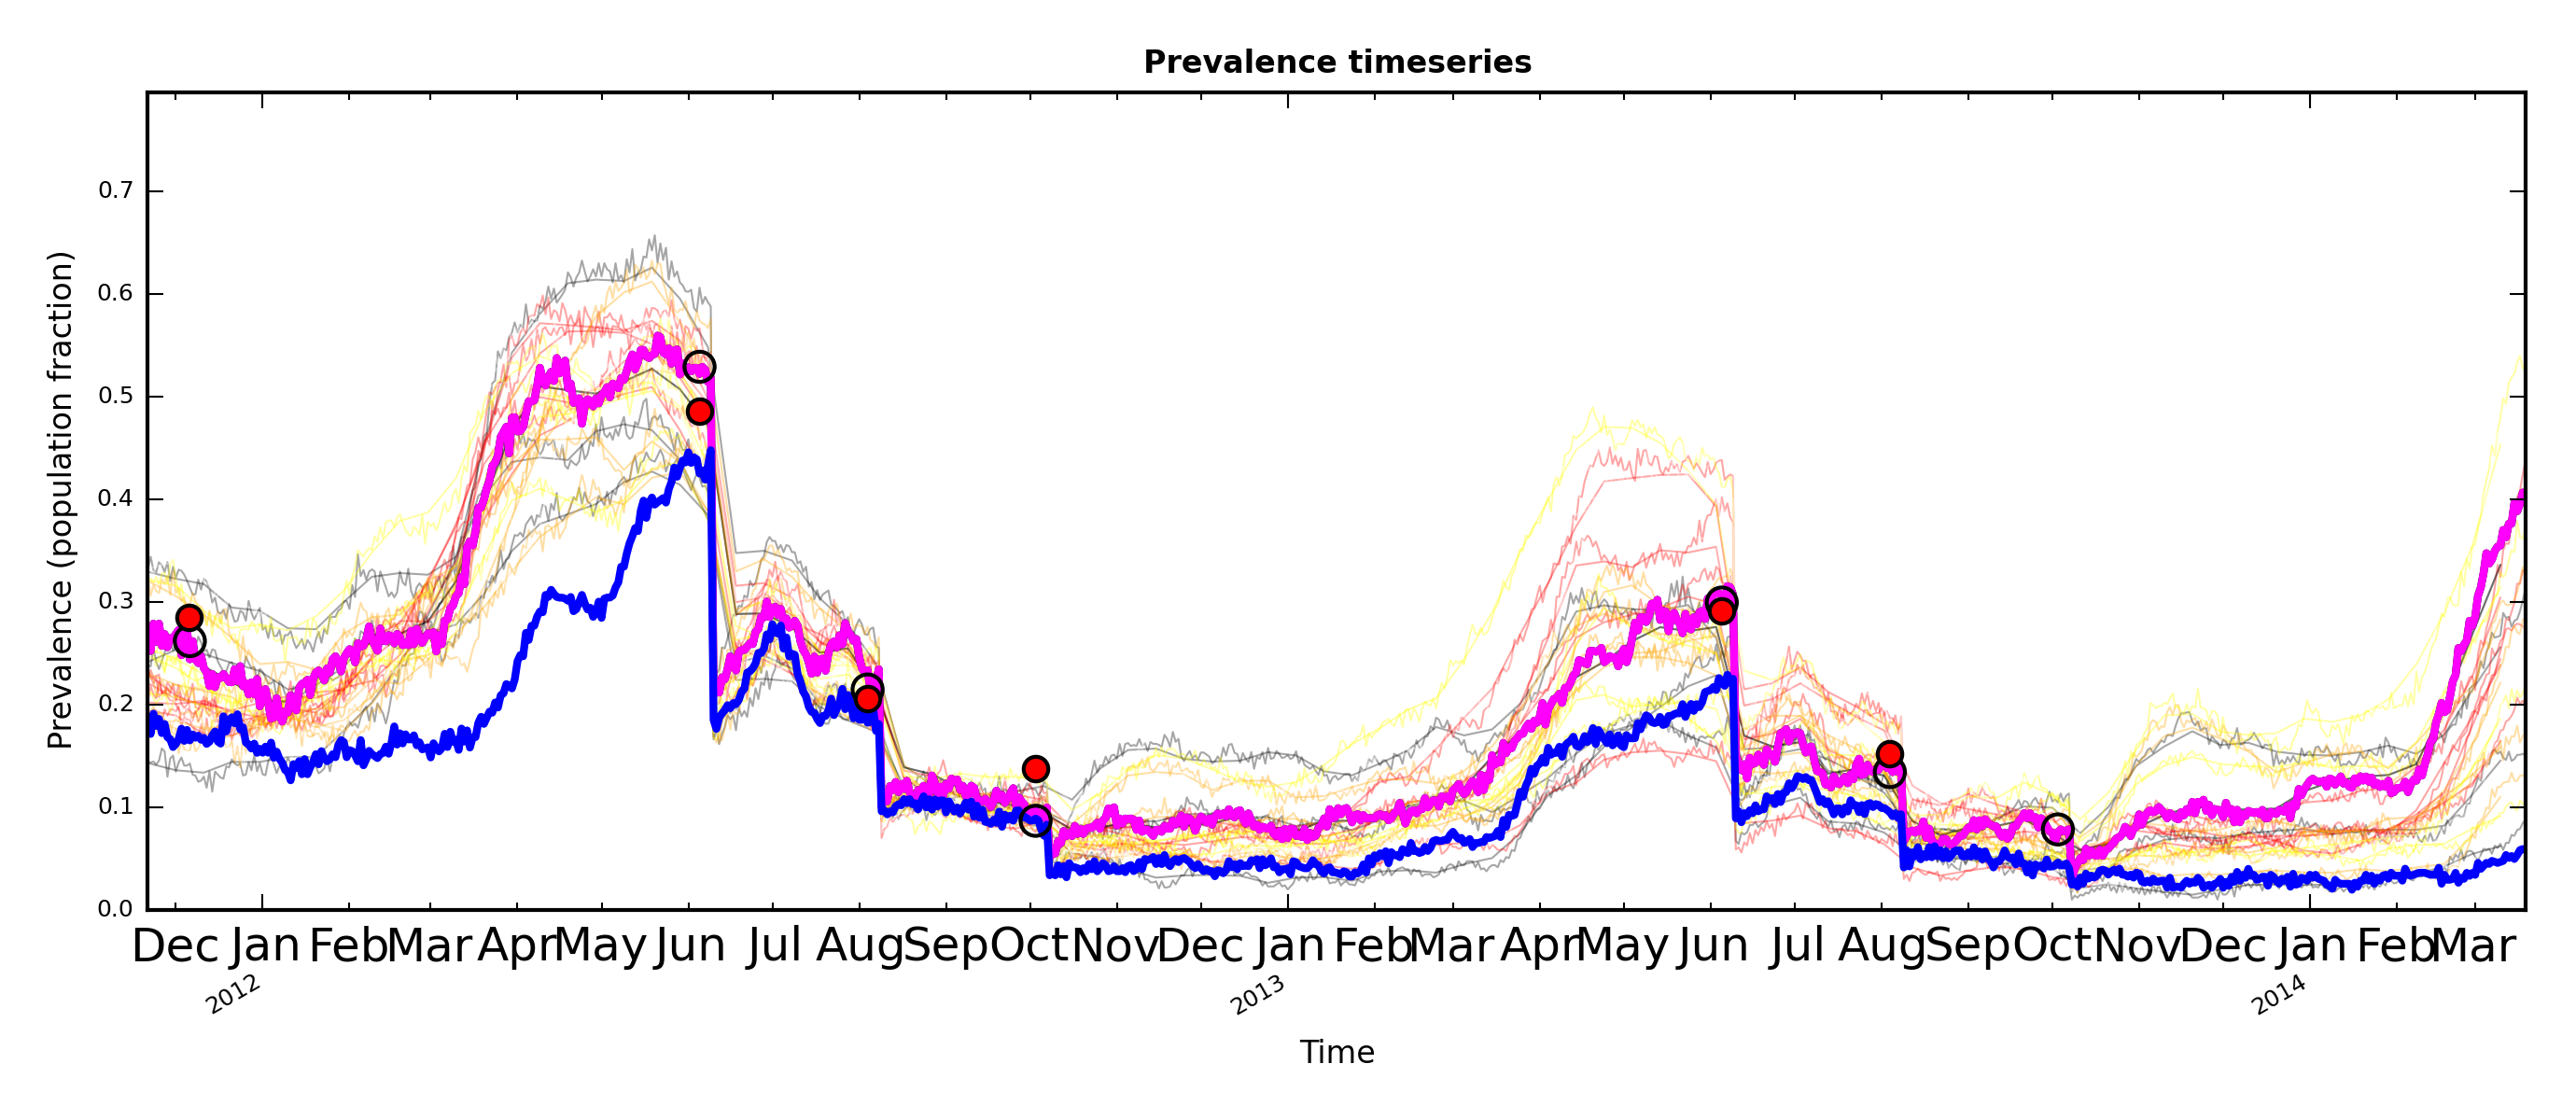 Prevalence timeseries
Prevalence (population fraction)
0.7
0.6
0.5
0.4
0.3
0.2
0.1
0.0
Dec Jan Feb Mar Apr May Jun Jul Aug Sep Oct Nov Dec Jan Feb Mar Apr May Jun Jul Aug Sep Oct Nov Dec Jan Feb Mar
2012 2013 2014
Time